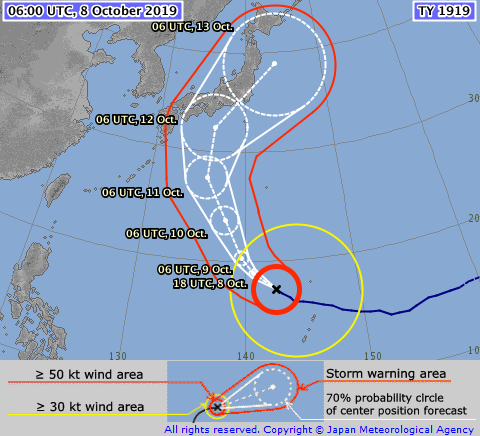 06:00 UTC, 8 October 2019
TY 1919
06 UTC, 13 Oct.
30
06 UTC, 12 Oct.
06 UTC, 11 Oct.
20
06 UTC, 10 Oct.
06 UTC, 9 Oct.
18 UTC, 8 Oct.
130
140
150
10
≥ 50 kt wind area
Storm warning area
≥ 30 kt wind area
70% probability clrcle
of center position forecast
All rights reserved. Copyright © Japan Meteorological Agency